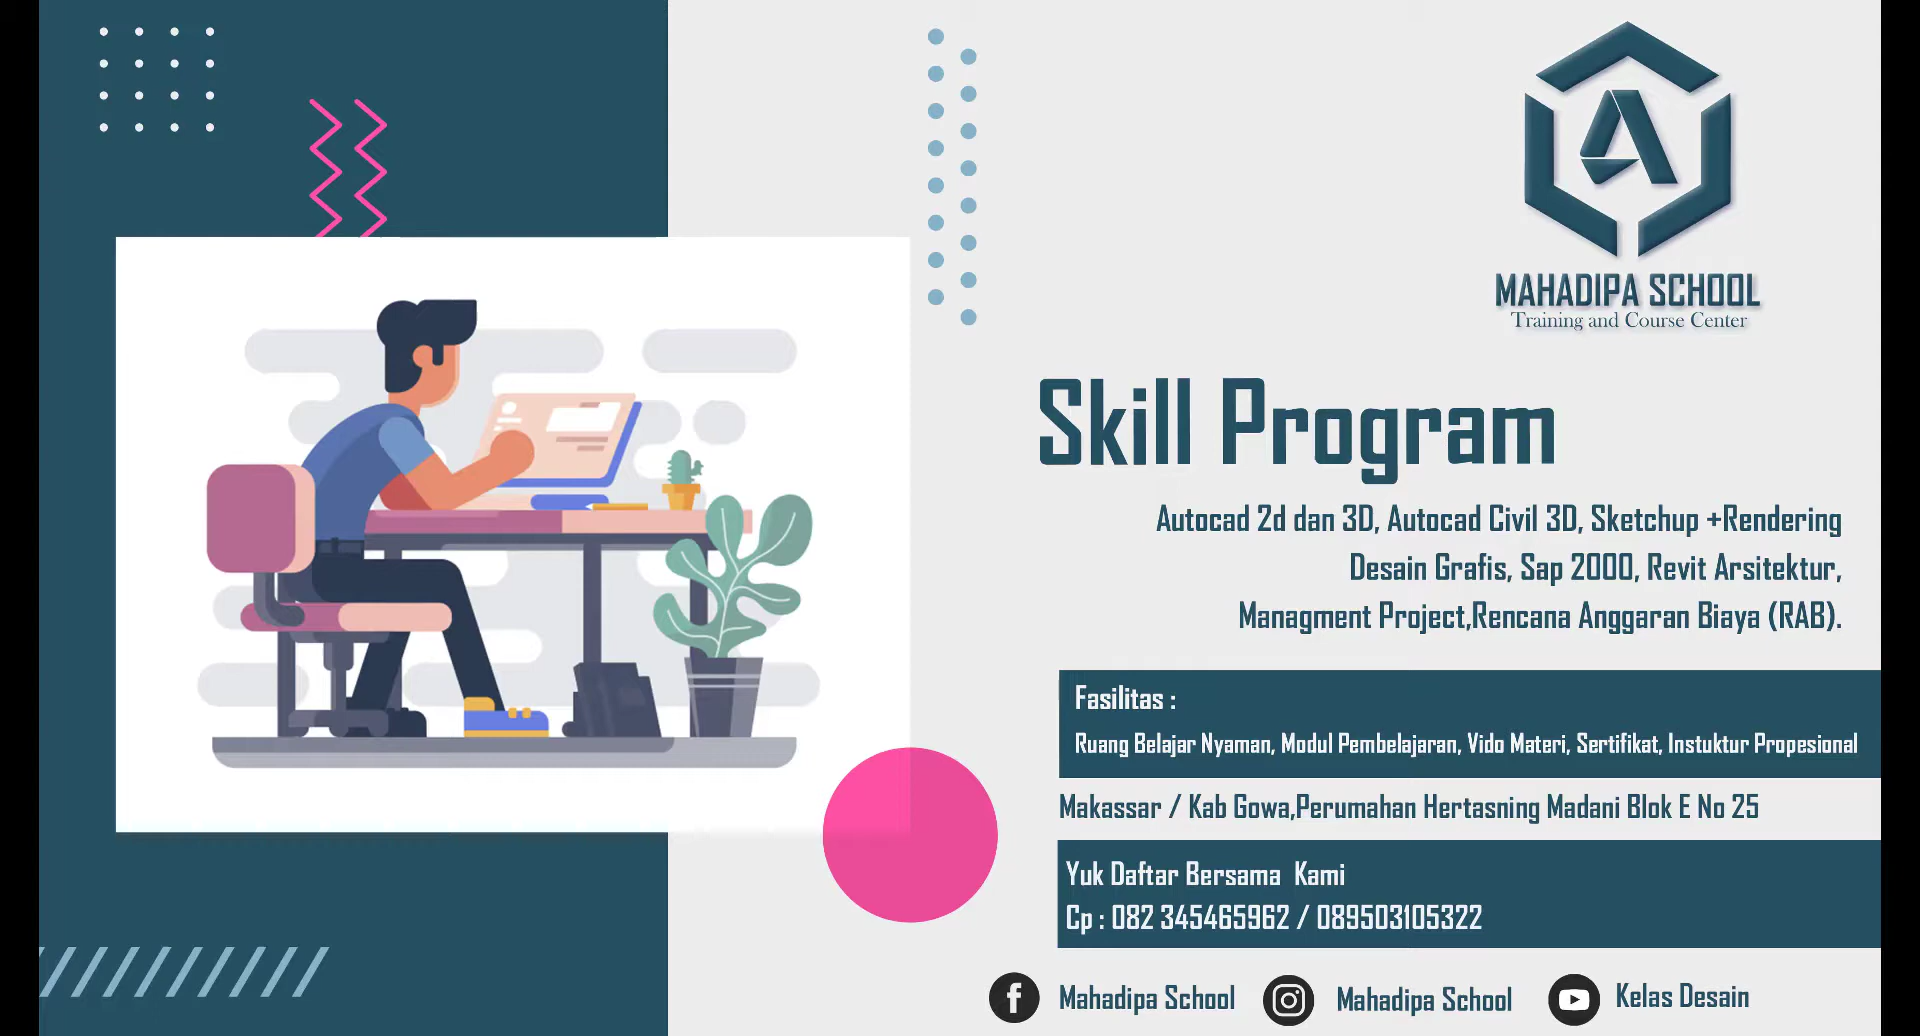 MAHADIPA SCHOOL
Training and Course Center
Skill Program
Autocad 2d dan 3D, Autocad Civil 3D, Sketchup +Rendering
Desain Grafis, Sap 2000, Revit Arsitektur,
Managment Project,Rencana Anggaran Biaya (RAB).
Fasilitas :
Ruang Belajar Nyaman, Modul Pembelajaran, Vido Materi, Sertifikat, Instuktur Propesional
Makassar / Kab Gowa,Perumahan Hertasning Madani Blok E No 25
Yuk Daftar Bersama Kami
Cp : 082 345465962 / 089503105322
Mahadipa School Mahadipa School Kelas Desain